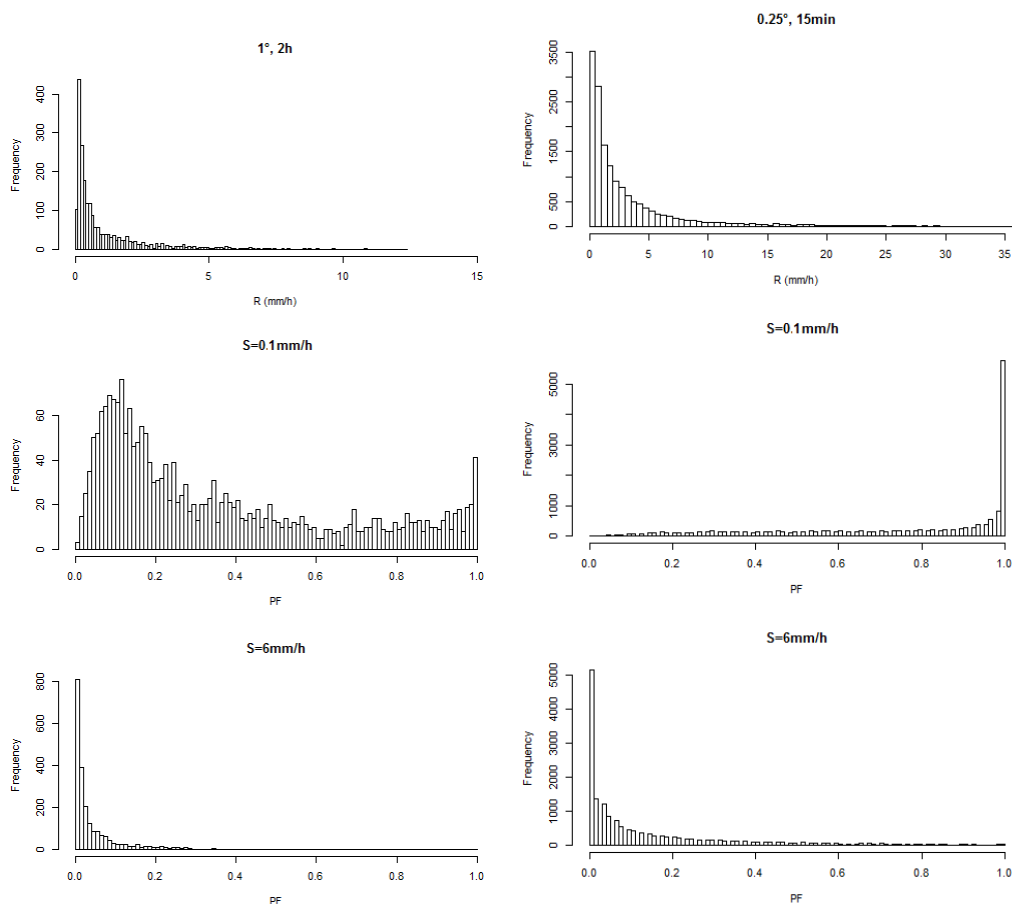 1°, 2h
Frequency
0 100 200 300 400
0 5 10 15
R (mm/h)
0.25°, 15min
Frequency
0 500 1500 2500 3500
0 5 10 15 20 25 30 35
R (mm/h)
S=0.1mm/h
Frequency
0 20 40 60
0.0 0.2 0.4 0.6 0.8 1.0
PF
S=0.1mm/h
Frequency
0 1000 3000 5000
0.0 0.2 0.4 0.6 0.8 1.0
PF
S=6mm/h
Frequency
0 200 400 600 800
0.0 0.2 0.4 0.6 0.8 1.0
PF
S=6mm/h
Frequency
0 1000 2000 3000 4000 5000
0.0 0.2 0.4 0.6 0.8 1.0
PF